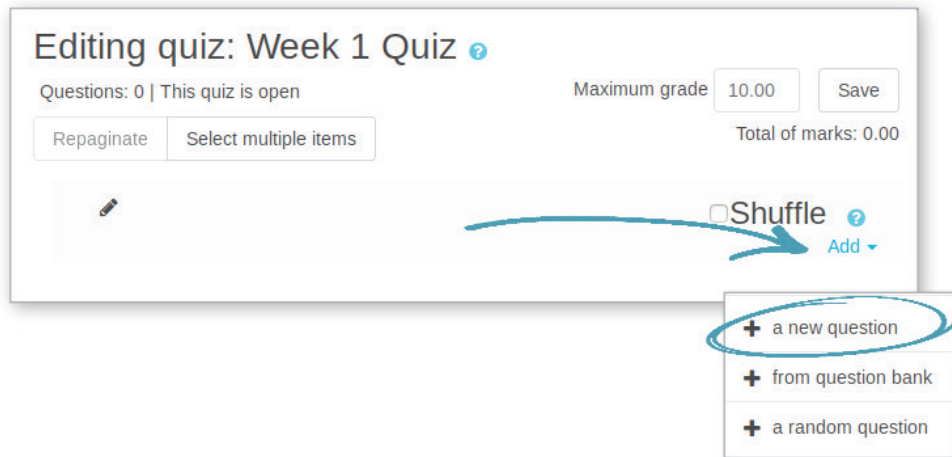 Editing quiz: Week 1 Quiz ?
Questions: 0 | This quiz is open
Maximum grade 10.00 Save
Repaginate Select multiple items
Total of marks: 0.00
Shuffle ?
Add
a new question
from question bank
a random question